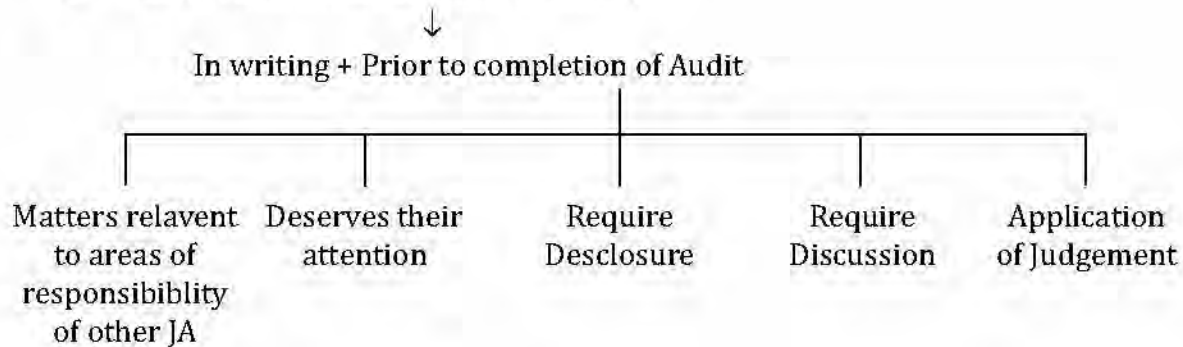 ↓
In writing + Prior to completion of Audit
Matters relavent
to areas of
responsibiblity
of other JA
Deserves their
attention
Require
Desclosure
Require
Discussion
Application
of Judgement